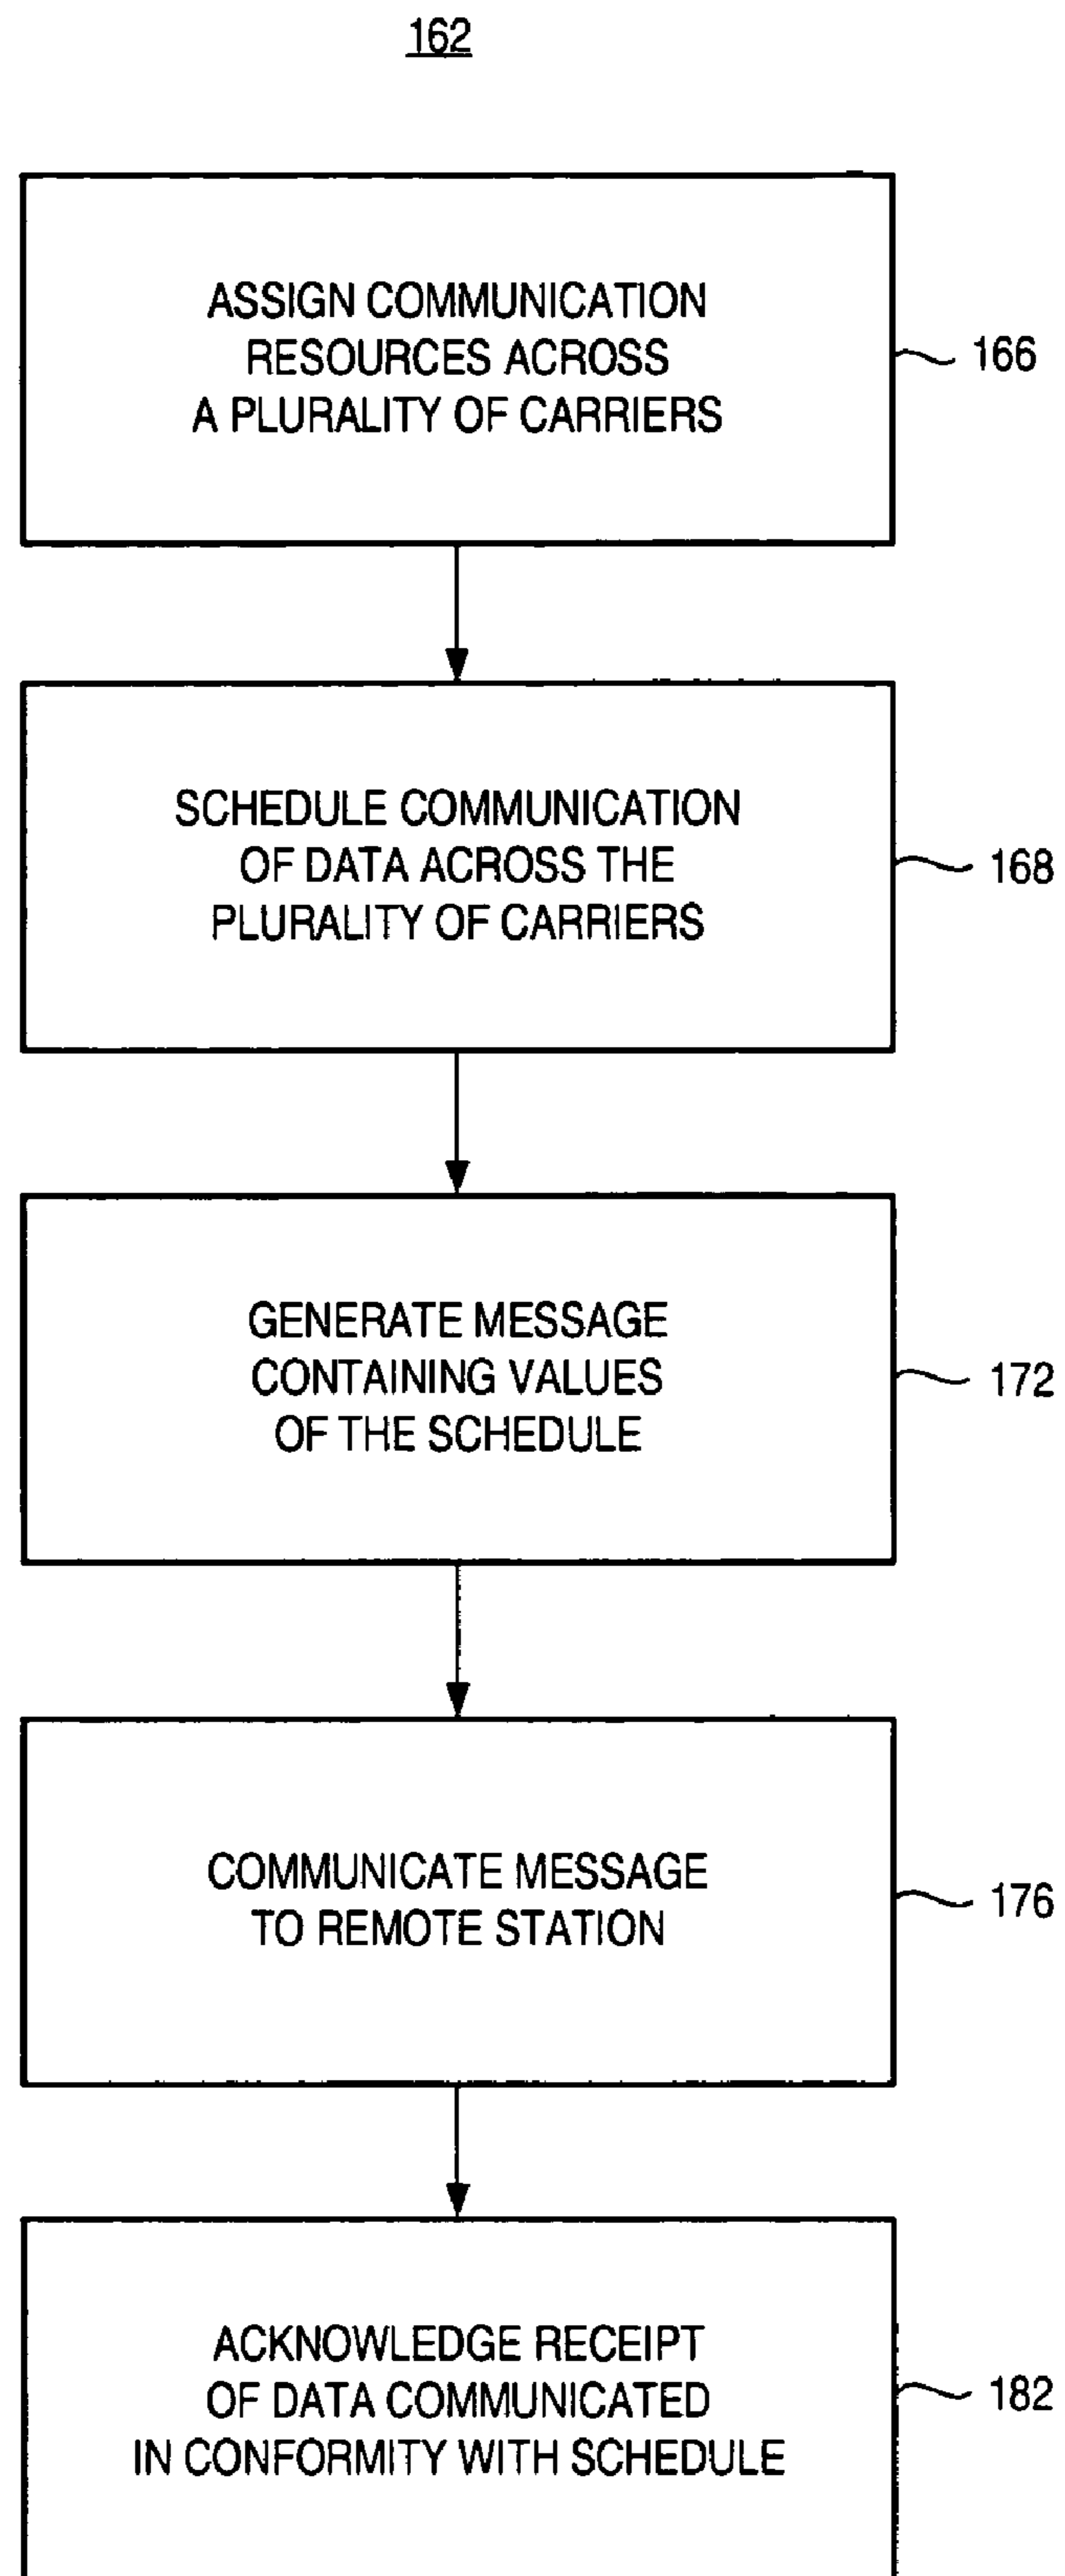 162
ASSIGN COMMUNICATION
RESOURCES ACROSS
A PLURALITY OF CARRIERS
166
SCHEDULE COMMUNICATION
OF DATA ACROSS THE
PLURALITY OF CARRIERS
168
GENERATE MESSAGE
CONTAINING VALUES
OF THE SCHEDULE
172
COMMUNICATE MESSAGE
TO REMOTE STATION
176
ACKNOWLEDGE RECEIPT
OF DATA COMMUNICATED
IN CONFORMITY WITH SCHEDULE
182